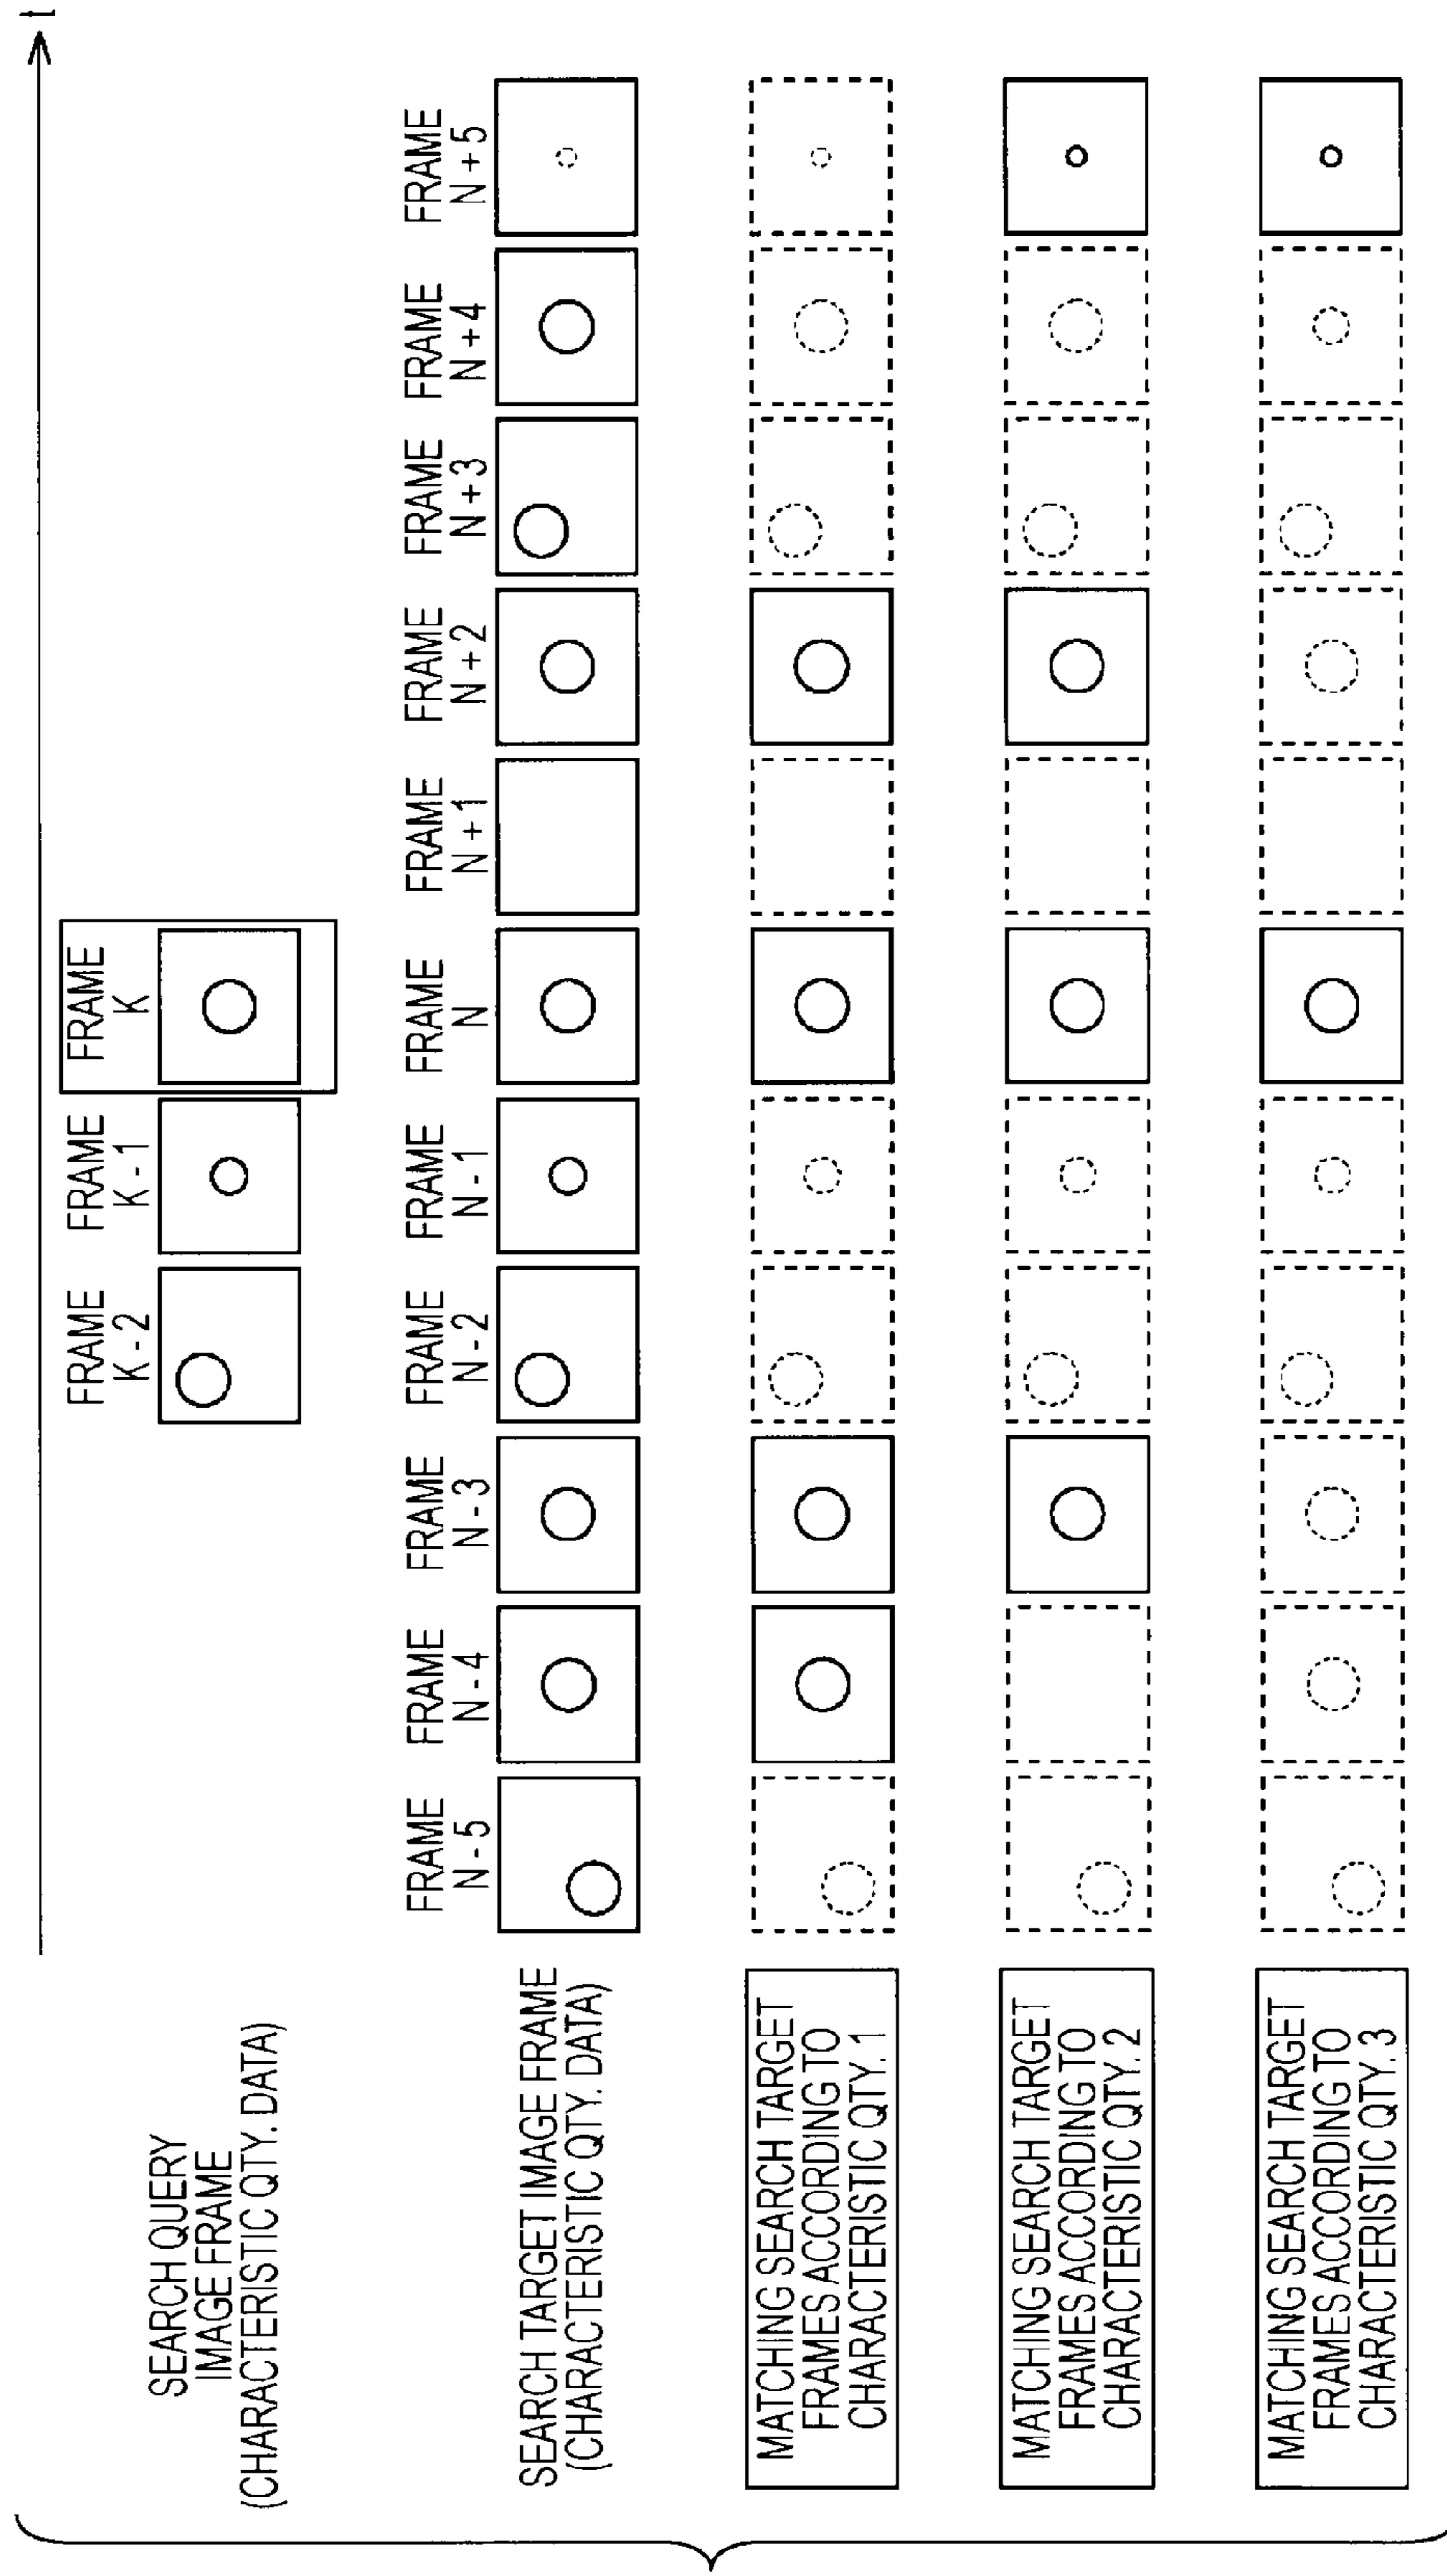 t
FRAME
K - 2
FRAME
K - 1
FRAME
K
SEARCH QUERY
IMAGE FRAME
(CHARACTERISTIC QTY. DATA)
FRAME
N - 5
FRAME
N - 4
FRAME
N - 3
FRAME
N - 2
FRAME
N - 1
FRAME
N
FRAME
N + 1
FRAME
N + 2
FRAME
N + 3
FRAME
N + 4
FRAME
N + 5
SEARCH TARGET IMAGE FRAME
(CHARACTERISTIC QTY. DATA)
MATCHING SEARCH TARGET
FRAMES ACCORDING TO
CHARACTERISTIC QTY. 1
MATCHING SEARCH TARGET
FRAMES ACCORDING TO
CHARACTERISTIC QTY. 2
MATCHING SEARCH TARGET
FRAMES ACCORDING TO
CHARACTERISTIC QTY. 3